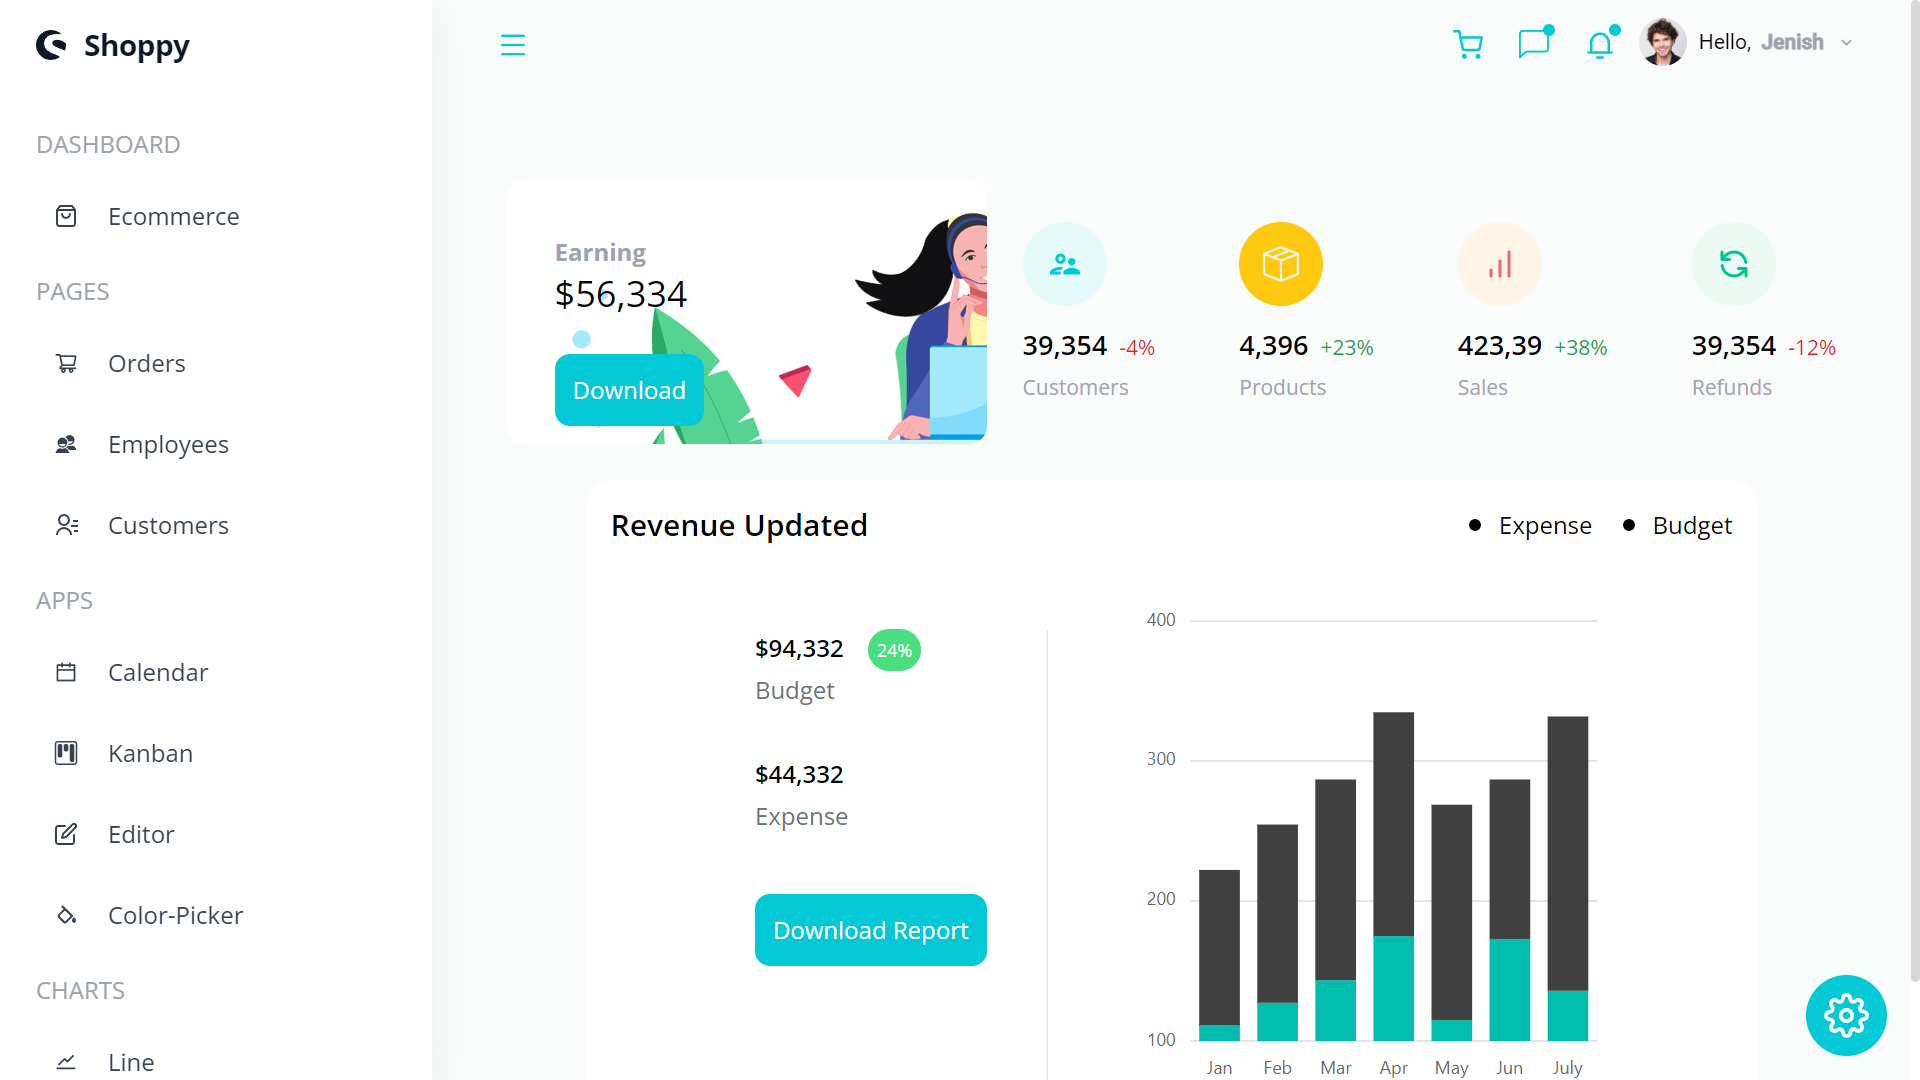 Shoppy
Hello, Jenish
DASHBOARD
Ecommerce
PAGES
Orders
Employees
Customers
APPS
Calendar
Kanban
Editor
Color-Picker
CHARTS
Line
Earning
$56,334
Download
39,354 -4%
Customers
4,396 +23%
Products
423,39 +38%
Sales
39,354 -12%
Refunds
Revenue Updated
Expense
Budget
$94,332 24%
Budget
$44,332
Expense
Download Report
400
300
200
100
Jan Feb Mar Apr May Jun July